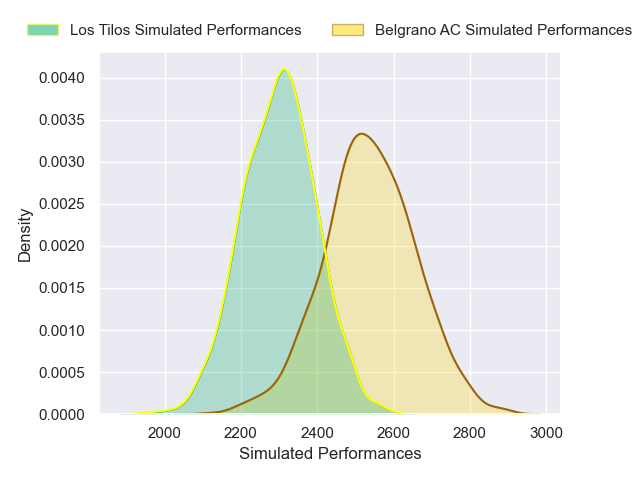 Los Tilos Simulated Performances
Belgrano AC Simulated Performances
0.0040
0.0035
0.0030
0.0025
0.0020
0.0015
0.0010
0.0005
0.0000
Density
2000 2200 2400 2600 2800 3000
Simulated Performances